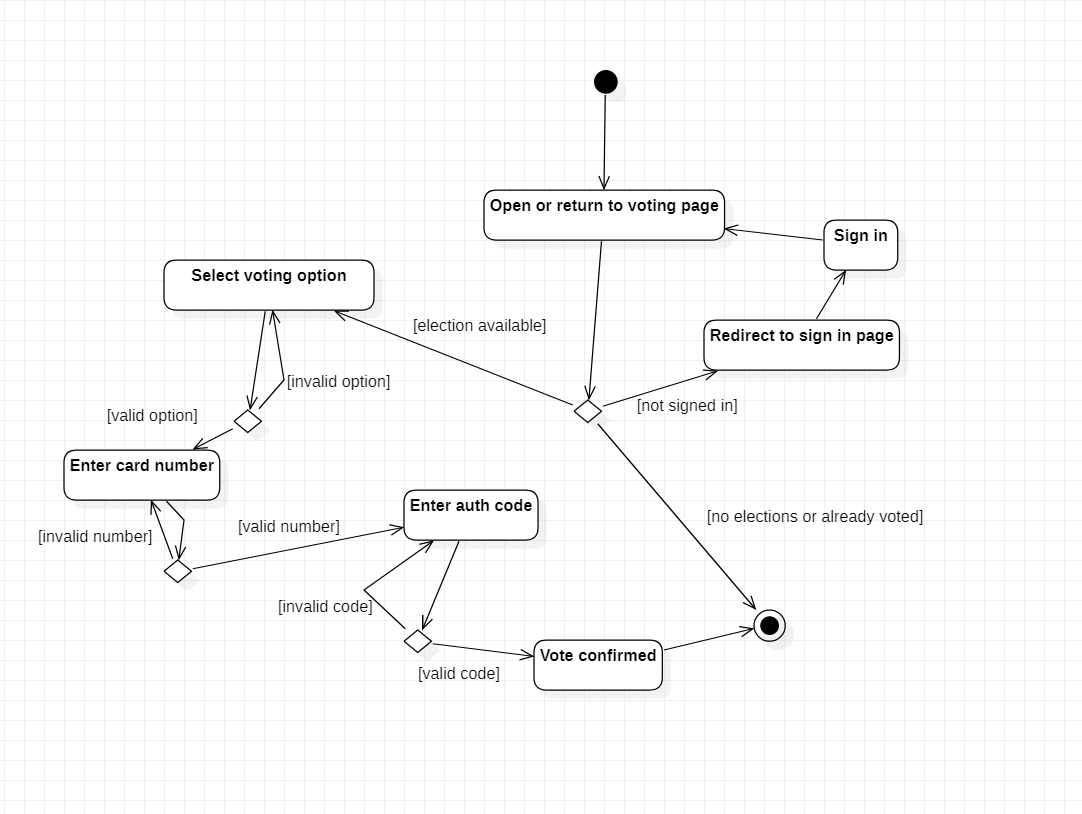 Open or return to voting page
Sign in
Select voting option
[election available]
Redirect to sign in page
[invalid option]
[not signed in]
[valid option]
Enter card number
Enter auth code
[no elections or already voted]
[valid number]
[invalid number]
[invalid code]
Vote confirmed
[valid code]